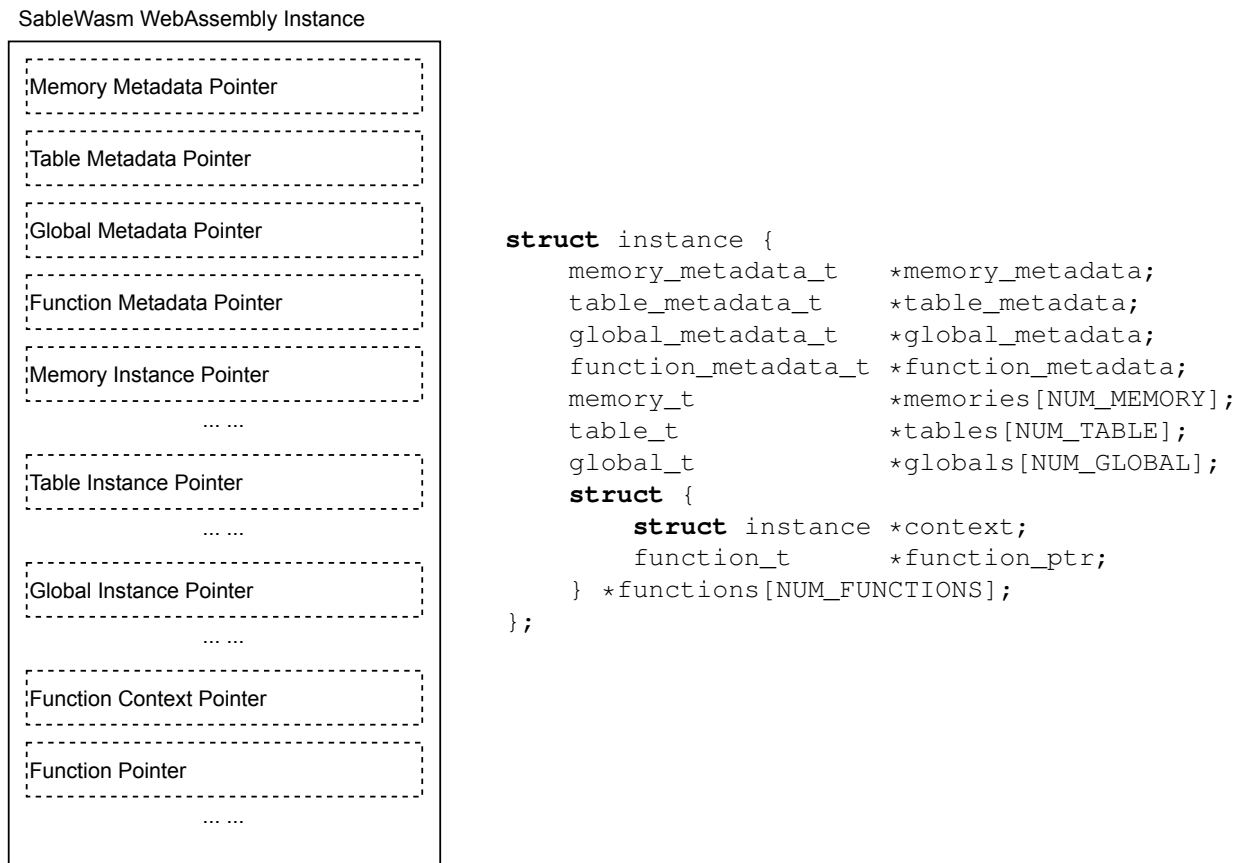 SableWasm WebAssembly Instance
Memory Metadata Pointer
Table Metadata Pointer
Global Metadata Pointer
Function Metadata Pointer
Memory Instance Pointer
... ...
Table Instance Pointer
... ...
Global Instance Pointer
... ...
Function Context Pointer
Function Pointer
... ...
struct instance {
    memory_metadata_t   *memory_metadata;
    table_metadata_t    *table_metadata;
    global_metadata_t   *global_metadata;
    function_metadata_t *function_metadata;
    memory_t            *memories[NUM_MEMORY];
    table_t             *tables[NUM_TABLE];
    global_t            *globals[NUM_GLOBAL];
    struct {
        struct instance *context;
        function_t      *function_ptr;
    } *functions[NUM_FUNCTIONS];
};